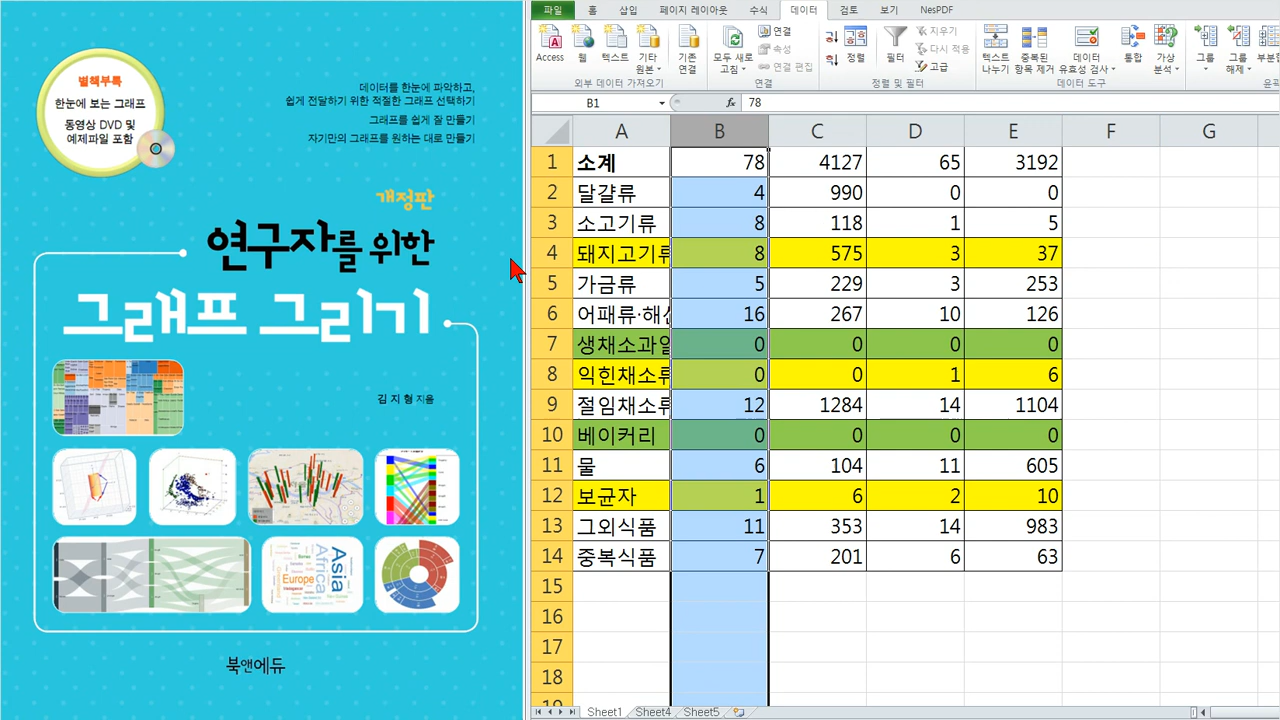 별책부록
한눈에 보는 그래프
동영상 DVD 및
예제파일 포함
데이터를 한눈에 파악하고,
쉽게 전달하기 위한 적절한 그래프 선택하기
그래프를 쉽게 잘 만들기
자기만의 그래프를 원하는 대로 만들기
개정판
연구자를 위한
그래프 그리기
김 지 형 지음
Europe
Africa
Asia
북앤에듀
파일 홈 삽입 페이지 레이아웃 수식 데이터 검토 보기 NesPDF
Access 웹 텍스트 기타 원본 기존 연결
외부 데이터 가져오기
모두 새로 고침 연결 속성 연결 편집
연결
정렬 필터 지우기 다시 적용 고급
정렬 및 필터
텍스트 나누기 중복된 항목 제거 데이터 유효성 검사 통합 가상 분석
데이터 도구
그룹 그룹 해제
B1 fx 78
A B C D E F G
1 소계 78 4127 65 3192
2 달걀류 4 990 0 0
3 소고기류 8 118 1 5
4 돼지고기류 8 575 3 37
5 가금류 5 229 3 253
6 어패류·해산 16 267 10 126
7 생채소과일 0 0 0 0
8 익힌채소류 0 0 1 6
9 절임채소류 12 1284 14 1104
10 베이커리 0 0 0 0
11 물 6 104 11 605
12 보균자 1 6 2 10
13 그외식품 11 353 14 983
14 중복식품 7 201 6 63
15
16
17
18
19
Sheet1 Sheet4 Sheet5